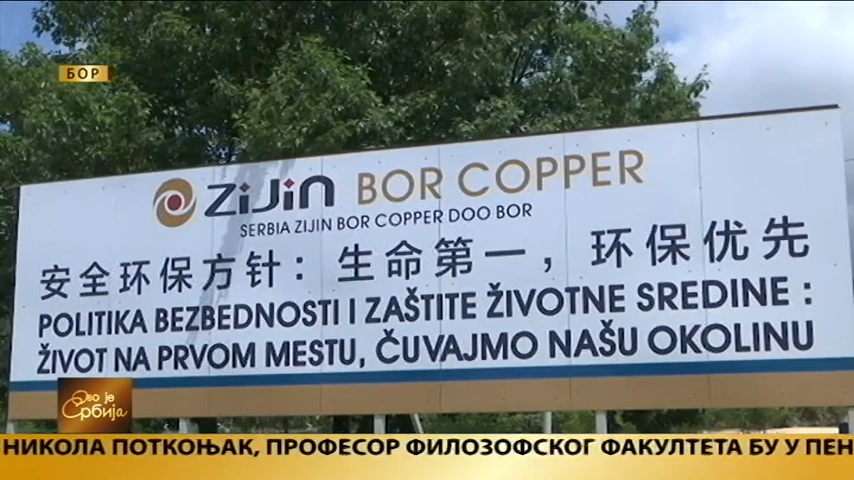 БОР
ZiJin BOR COPPER
SERBIA ZIJIN BOR COPPER DOO BOR
安全环保方针：生命第一，环保优先
POLITIKA BEZBEDNOSTI I ZAŠTITE ŽIVOTNE SREDINE :
ŽIVOT NA PRVOM MESTU, ČUVAJMO NAŠU OKOLINU
Ово је
Србија
НИКОЛА ПОТКОЊАК, ПРОФЕСОР ФИЛОЗОФСКОГ ФАКУЛТЕТА БУ У ПЕН